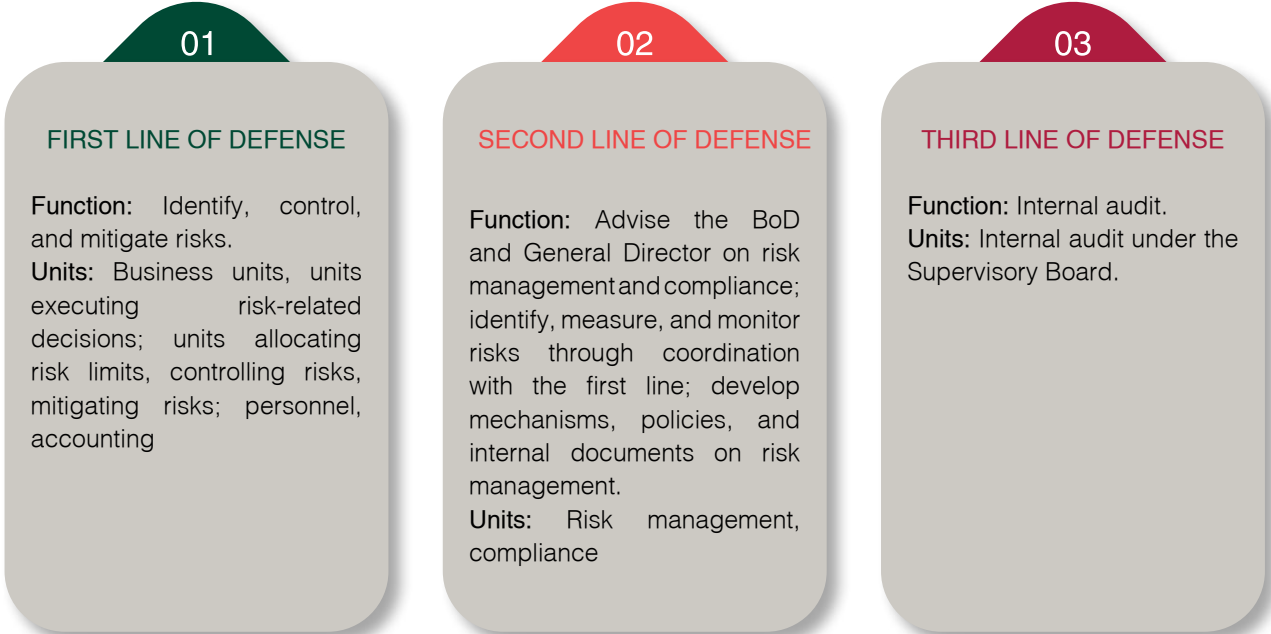 01
FIRST LINE OF DEFENSE
Function: Identify, control,
and mitigate risks.
Units: Business units, units
executing risk-related
decisions; units allocating
risk limits, controlling risks,
mitigating risks; personnel,
accounting
02
SECOND LINE OF DEFENSE
Function: Advise the BoD
and General Director on risk
management and compliance;
identify, measure, and monitor
risks through coordination
with the first line; develop
mechanisms, policies, and
internal documents on risk
management.
Units: Risk management,
compliance
03
THIRD LINE OF DEFENSE
Function: Internal audit.
Units: Internal audit under the
Supervisory Board.